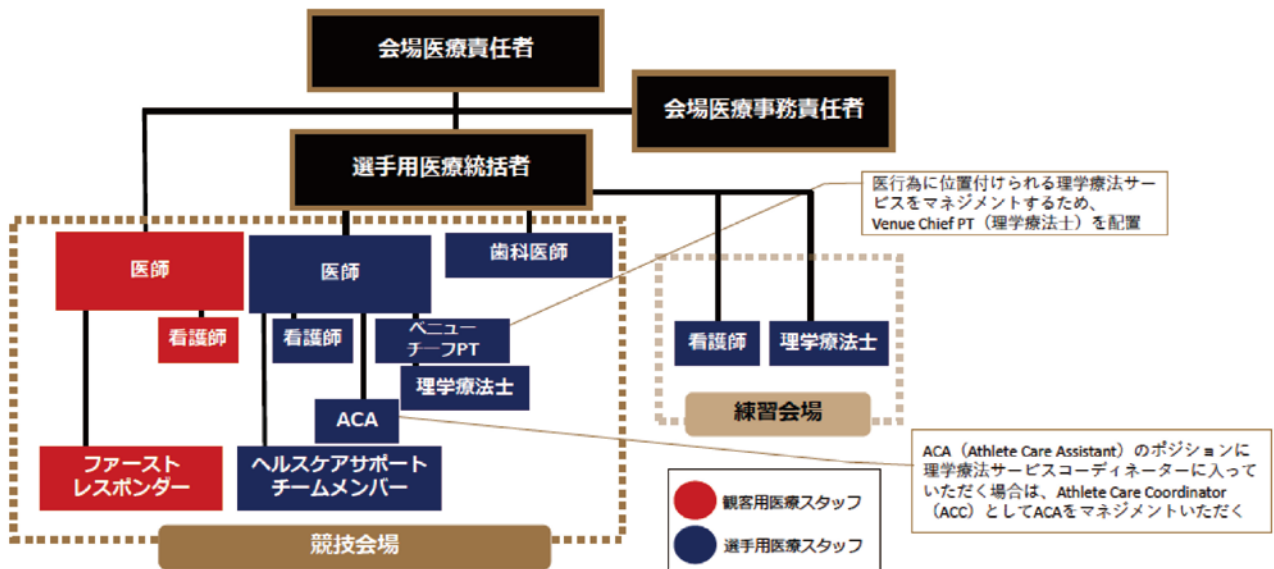 会場医療責任者
会場医療事務責任者
選手用医療統括者
医行為に位置付けられる理学療法サー
ビスをマネジメントするため、
Venue Chief PT（理学療法士）を配置
医師
医師
歯科医師
看護師
看護師
ベニュー
チーフPT
理学療法士
ACA
ファースト
レスポンダー
ヘルスケアサポート
チームメンバー
競技会場
看護師
理学療法士
練習会場
ACA（Athlete Care Assistant）のポジションに
理学療法サービスコーディネーターに入って
いただく場合は、Athlete Care Coordinator
（ACC）としてACAをマネジメントいただく
観客用医療スタッフ
選手用医療スタッフ